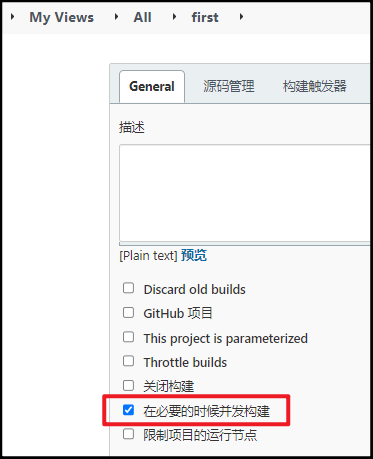 My Views All first
General 源码管理 构建触发器
描述
[Plain text] 预览
Discard old builds
GitHub 项目
This project is parameterized
Throttle builds
关闭构建
在必要的时候并发构建
限制项目的运行节点